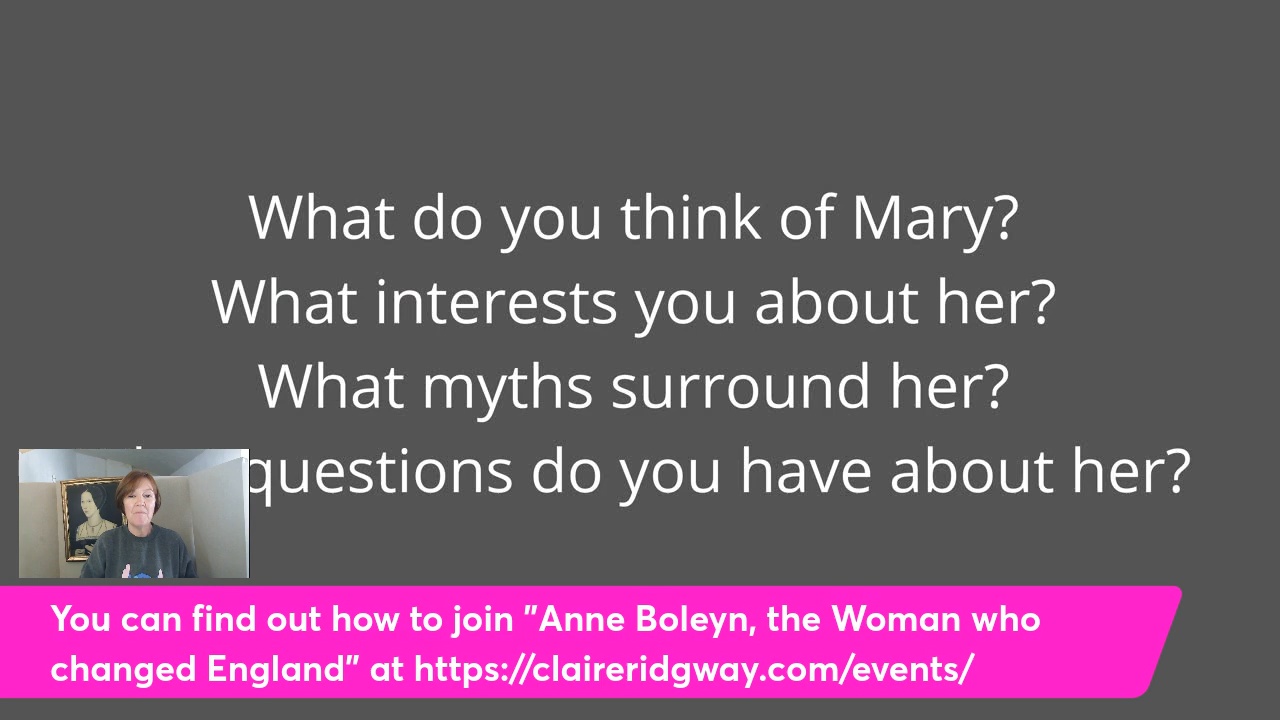 What do you think of Mary?
What interests you about her?
What myths surround her?
questions do you have about her?
You can find out how to join "Anne Boleyn, the Woman who
changed England" at https://claireridgway.com/events/